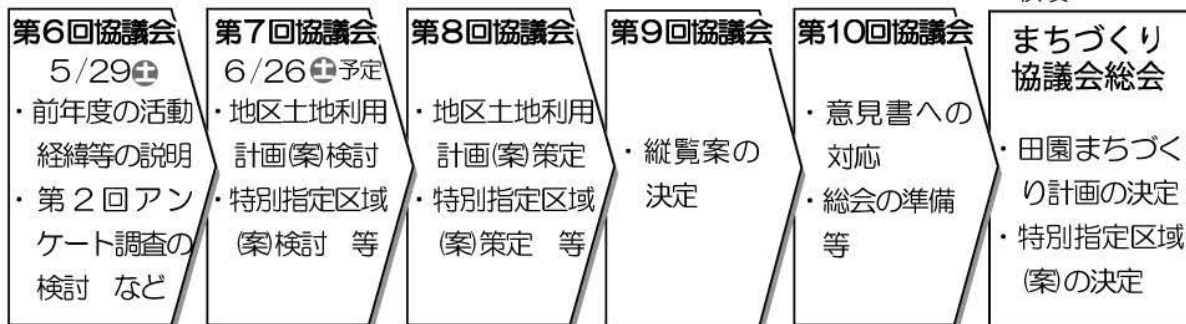 第6回協議会
5/29土
・前年度の活動
経緯等の説明
・第2回アン
ケート調査の
検討 など
第7回協議会
6/26土予定
・地区土地利用
計画(案)検討
・特別指定区域
(案)検討 等
第8回協議会
・地区土地利用
計画(案)策定
・特別指定区域
(案)策定 等
第9回協議会
・縦覧案の
決定
第10回協議会
・意見書への
対応
・総会の準備
等
まちづくり
協議会総会
・田園まちづく
り計画の決定
・特別指定区域
(案)の決定